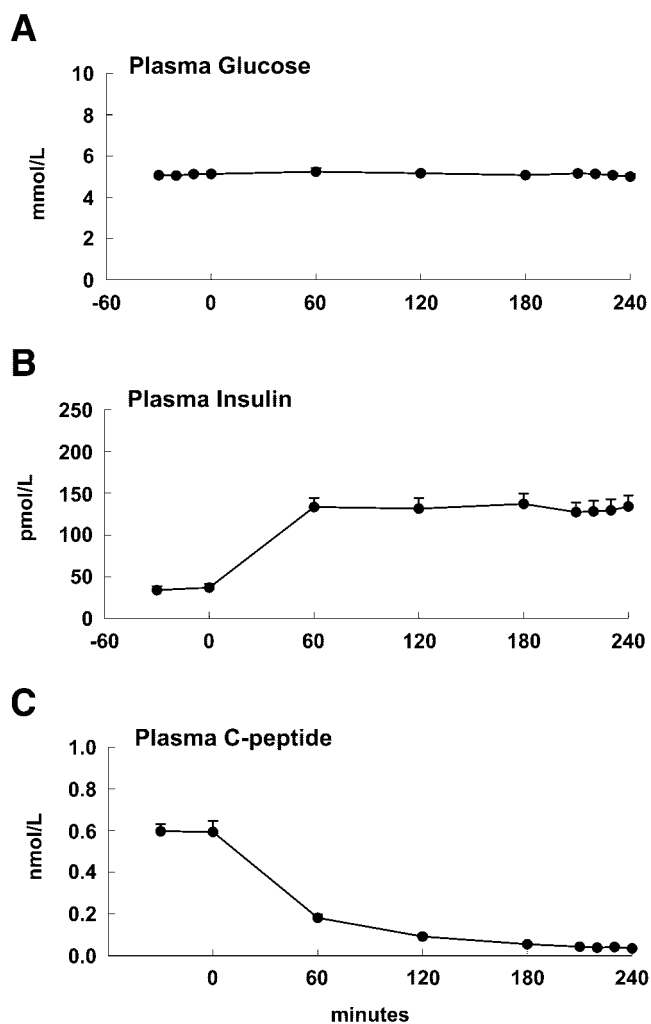 A
Plasma Glucose
10
8
6
4
2
0
mmol/L
-60 0 60 120 180 240
B
Plasma Insulin
250
200
150
100
50
0
pmol/L
-60 0 60 120 180 240
C
Plasma C-peptide
1.0
0.8
0.6
0.4
0.2
0.0
nmol/L
0 60 120 180 240
minutes